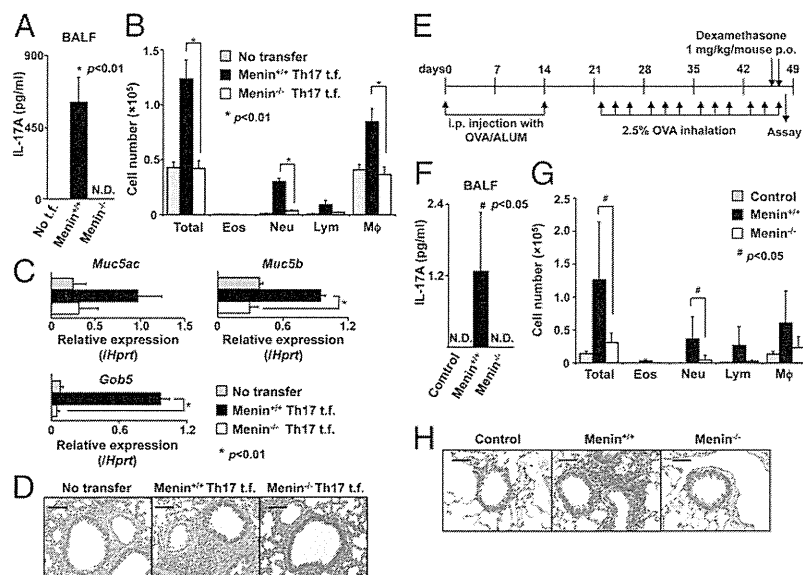 A
BALF
IL-17A (pg/ml)
900
450
0
* p<0.01
N.D.
No t.f.
Menin+/+
Menin-/-
B
Cell number (×10⁵)
1.5
1.0
0.5
0
No transfer
Menin+/+ Th17 t.f.
Menin-/- Th17 t.f.
* p<0.01
*
*
*
Total
Eos
Neu
Lym
Mϕ
C
Muc5ac
0
0.5
1.0
1.5
Relative expression
(/Hprt)
Muc5b
*
0
0.6
1.2
Relative expression
(/Hprt)
Gob5
*
0
0.6
1.2
Relative expression
(/Hprt)
No transfer
Menin+/+ Th17 t.f.
Menin-/- Th17 t.f.
* p<0.01
D
No transfer
Menin+/+ Th17 t.f.
Menin-/- Th17 t.f.
E
Dexamethasone
1 mg/kg/mouse p.o.
days
0
7
14
21
28
35
42
49
i.p. injection with
OVA/ALUM
2.5% OVA inhalation
Assay
F
BALF
IL-17A (pg/ml)
2.4
1.2
0
# p<0.05
N.D.
N.D.
Control
Menin+/+
Menin-/-
G
Cell number (×10⁵)
2.5
2.0
1.5
1.0
0.5
0
Control
Menin+/+
Menin-/-
# p<0.05
#
#
Total
Eos
Neu
Lym
Mϕ
H
Control
Menin+/+
Menin-/-